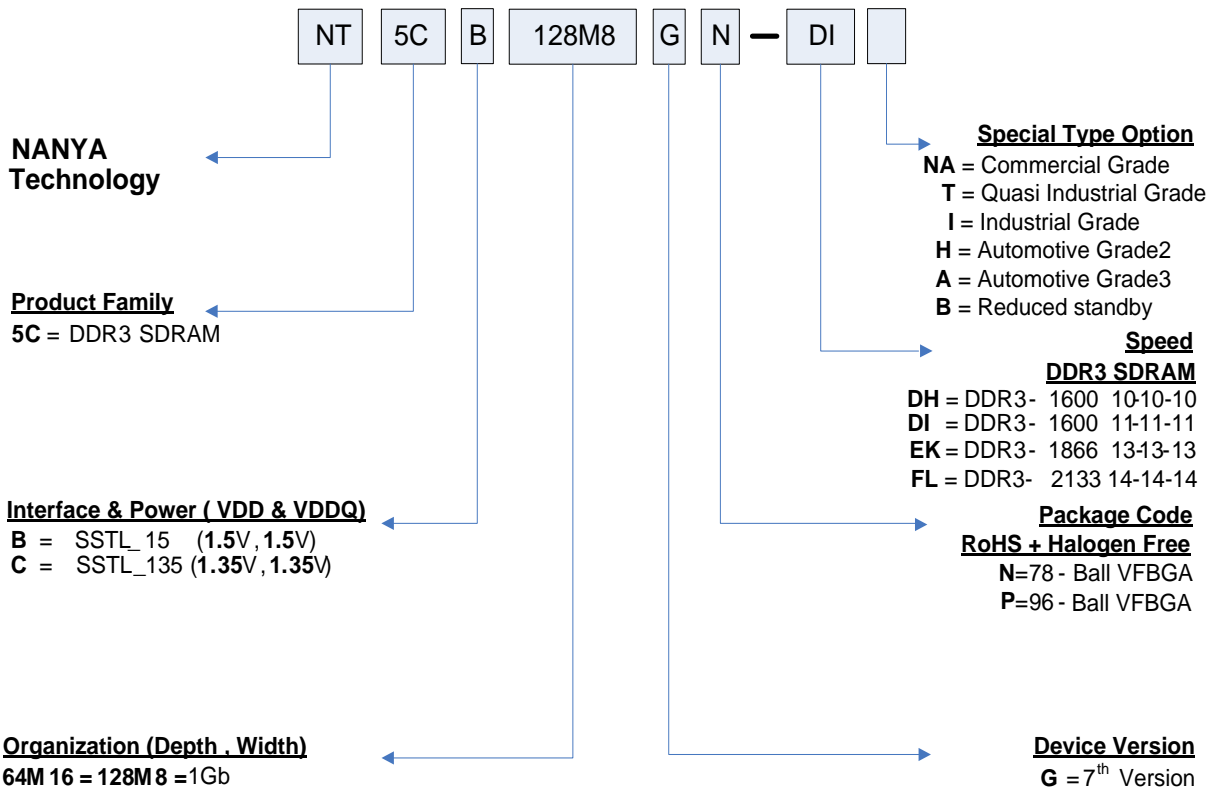 NT 5C B 128M8 G N — DI
NANYA
Technology
Product Family
5C = DDR3 SDRAM
Interface & Power ( VDD & VDDQ)
B = SSTL_ 15 (1.5V , 1.5V)
C = SSTL_135 (1.35V , 1.35V)
Organization (Depth , Width)
64M 16 = 128M 8 =1Gb
Special Type Option
NA = Commercial Grade
T = Quasi Industrial Grade
I = Industrial Grade
H = Automotive Grade2
A = Automotive Grade3
B = Reduced standby
Speed
DDR3 SDRAM
DH = DDR3- 1600 10-10-10
DI = DDR3- 1600 11-11-11
EK = DDR3- 1866 13-13-13
FL = DDR3- 2133 14-14-14
Package Code
RoHS + Halogen Free
N=78 - Ball VFBGA
P=96 - Ball VFBGA
Device Version
G = 7th Version